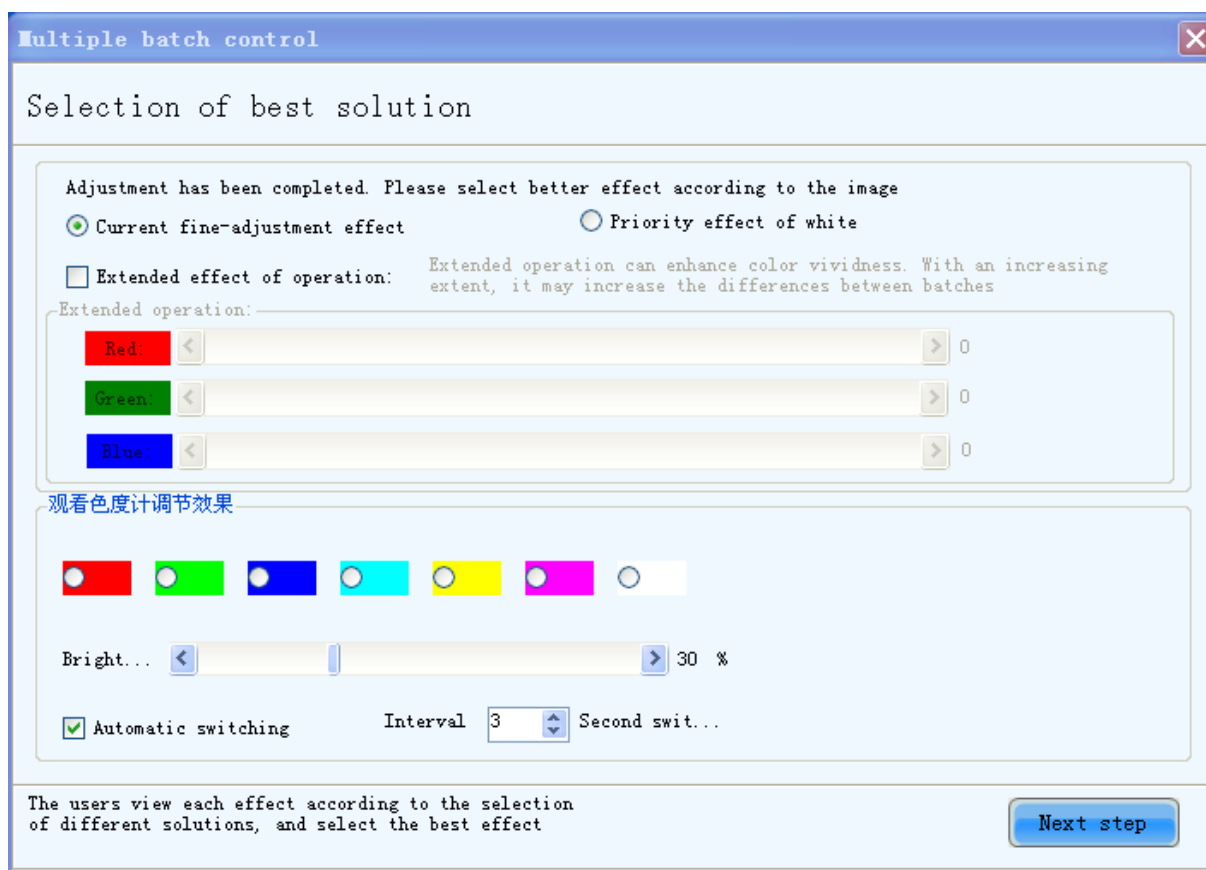 Multiple batch control
Selection of best solution
Adjustment has been completed. Please select better effect according to the image
Current fine-adjustment effect
Priority effect of white
Extended effect of operation:
Extended operation can enhance color vividness. With an increasing
extent, it may increase the differences between batches
Extended operation:
Red:
0
Green:
0
Blue:
0
观看色度计调节效果
Bright...
30 %
Automatic switching
Interval
3
Second swit...
The users view each effect according to the selection
of different solutions, and select the best effect
Next step